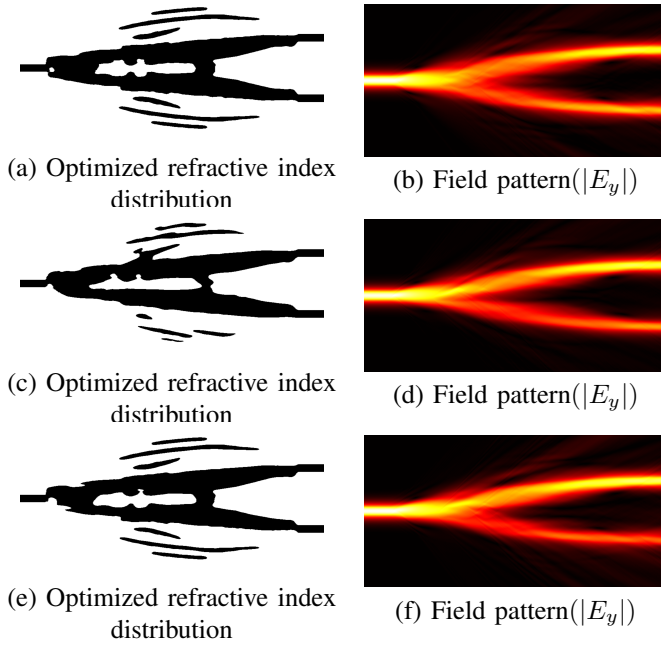 (a) Optimized refractive index
distribution
(b) Field pattern(|E_y|)
(c) Optimized refractive index
distribution
(d) Field pattern(|E_y|)
(e) Optimized refractive index
distribution
(f) Field pattern(|E_y|)